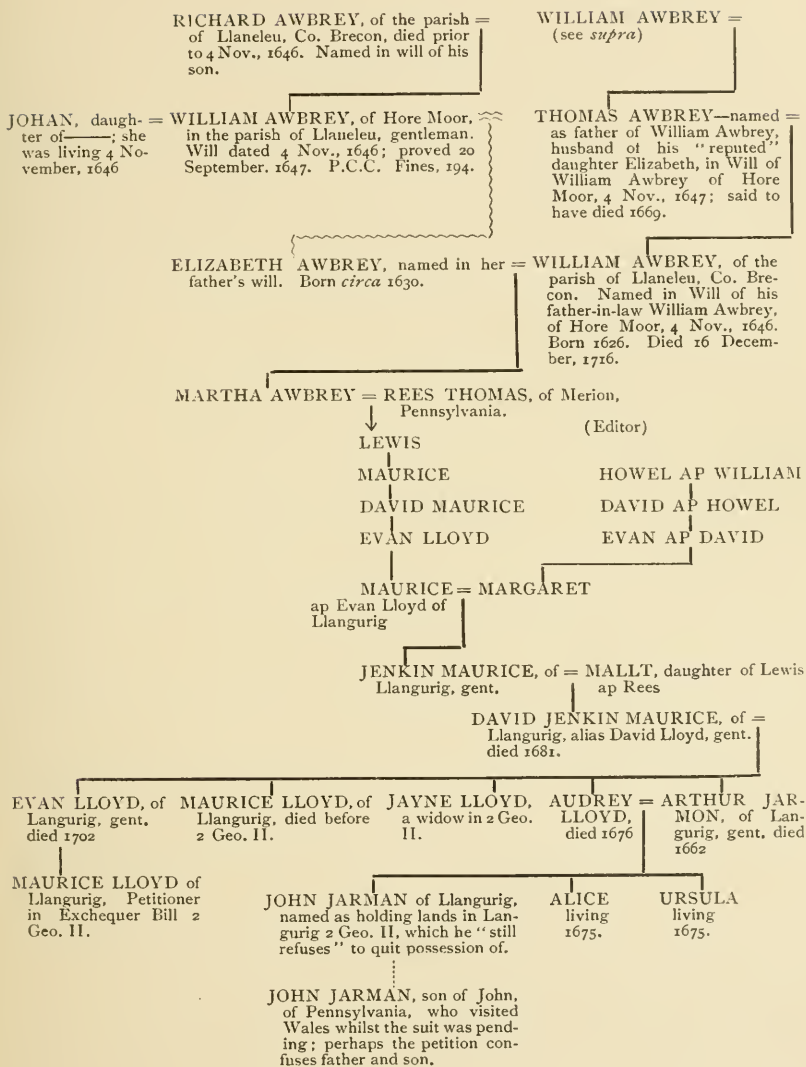 RICHARD AWBREY, of the parish =
of Llaneleu, Co. Brecon, died prior
to 4 Nov., 1646. Named in will of his
son.
WILLIAM AWBREY =
(see supra)
JOHAN, daugh- =
ter of——; she
was living 4 No-
vember, 1646
WILLIAM AWBREY, of Hore Moor,
in the parish of Llaneleu, gentleman.
Will dated 4 Nov., 1646; proved 20
September. 1647. P.C.C. Fines, 194.
THOMAS AWBREY—named =
as father of William Awbrey,
husband of his "reputed"
daughter Elizabeth, in Will of
William Awbrey of Hore
Moor, 4 Nov., 1647; said to
have died 1669.
ELIZABETH AWBREY, named in her =
father's will. Born circa 1630.
WILLIAM AWBREY, of the
parish of Llaneleu, Co. Bre-
con. Named in Will of his
father-in-law William Awbrey,
of Hore Moor, 4 Nov., 1646.
Born 1626. Died 16 Decem-
ber, 1716.
MARTHA AWBREY = REES THOMAS, of Merion,
Pennsylvania.
(Editor)
LEWIS
MAURICE
DAVID MAURICE
EVAN LLOYD
HOWEL AP WILLIAM
DAVID AP HOWEL
EVAN AP DAVID
MAURICE = MARGARET
ap Evan Lloyd of
Llangurig
JENKIN MAURICE, of =
Llangurig, gent.
MALLT, daughter of Lewis
ap Rees
DAVID JENKIN MAURICE, of =
Llangurig, alias David Lloyd, gent.
died 1681.
EVAN LLOYD, of
Langurig, gent.
died 1702
MAURICE LLOYD, of
Llangurig, died before
2 Geo. II.
JAYNE LLOYD,
a widow in 2 Geo.
II.
AUDREY =
LLOYD,
died 1676
ARTHUR JAR-
MON, of Lan-
gurig, gent. died
1662
MAURICE LLOYD of
Llangurig, Petitioner
in Exchequer Bill 2
Geo. II.
JOHN JARMAN of Llangurig,
named as holding lands in Lan-
gurig 2 Geo. II, which he "still
refuses" to quit possession of.
ALICE
living
1675.
URSULA
living
1675.
JOHN JARMAN, son of John,
of Pennsylvania, who visited
Wales whilst the suit was pend-
ing; perhaps the petition con-
fuses father and son.